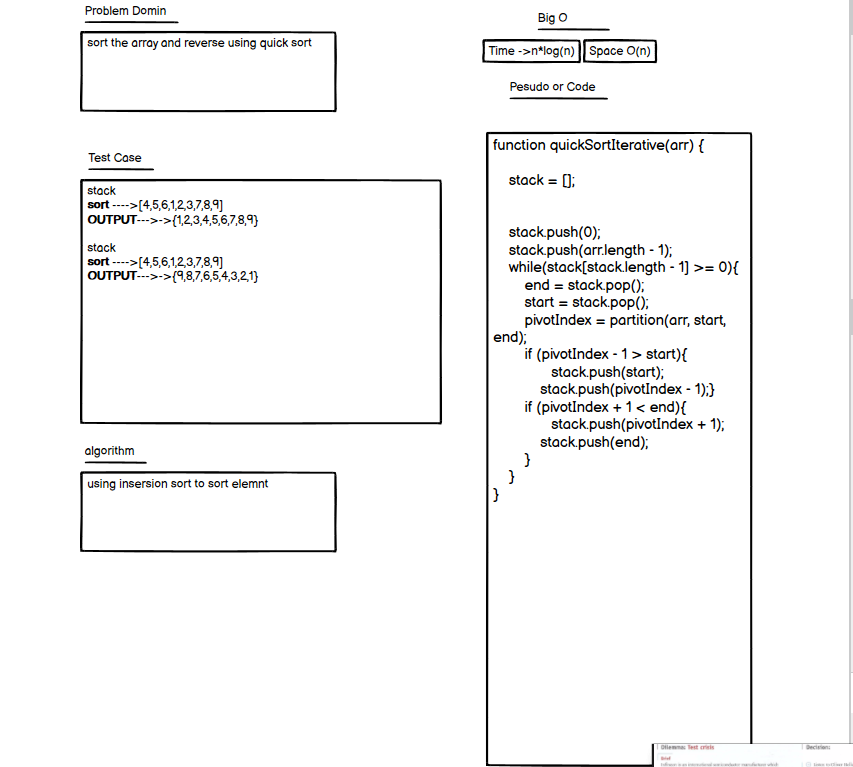 Problem Domin
sort the array and reverse using quick sort
Test Case
stack
sort ---->[4,5,6,1,2,3,7,8,9]
OUTPUT--->->{1,2,3,4,5,6,7,8,9}
stack
sort ---->[4,5,6,1,2,3,7,8,9]
OUTPUT--->->{9,8,7,6,5,4,3,2,1}
algorithm
using insersion sort to sort elemnt
Big O
Time ->n*log(n)
Space O(n)
Pesudo or Code
function quickSortIterative(arr) {
stack = [];
stack.push(0);
stack.push(arr.length - 1);
while(stack[stack.length - 1] >= 0){
end = stack.pop();
start = stack.pop();
pivotIndex = partition(arr, start,
end);
if (pivotIndex - 1 > start){
stack.push(start);
stack.push(pivotIndex - 1);}
if (pivotIndex + 1 < end){
stack.push(pivotIndex + 1);
stack.push(end);
}
}
}
Dilemma: Test crisis
Decision:
Brief